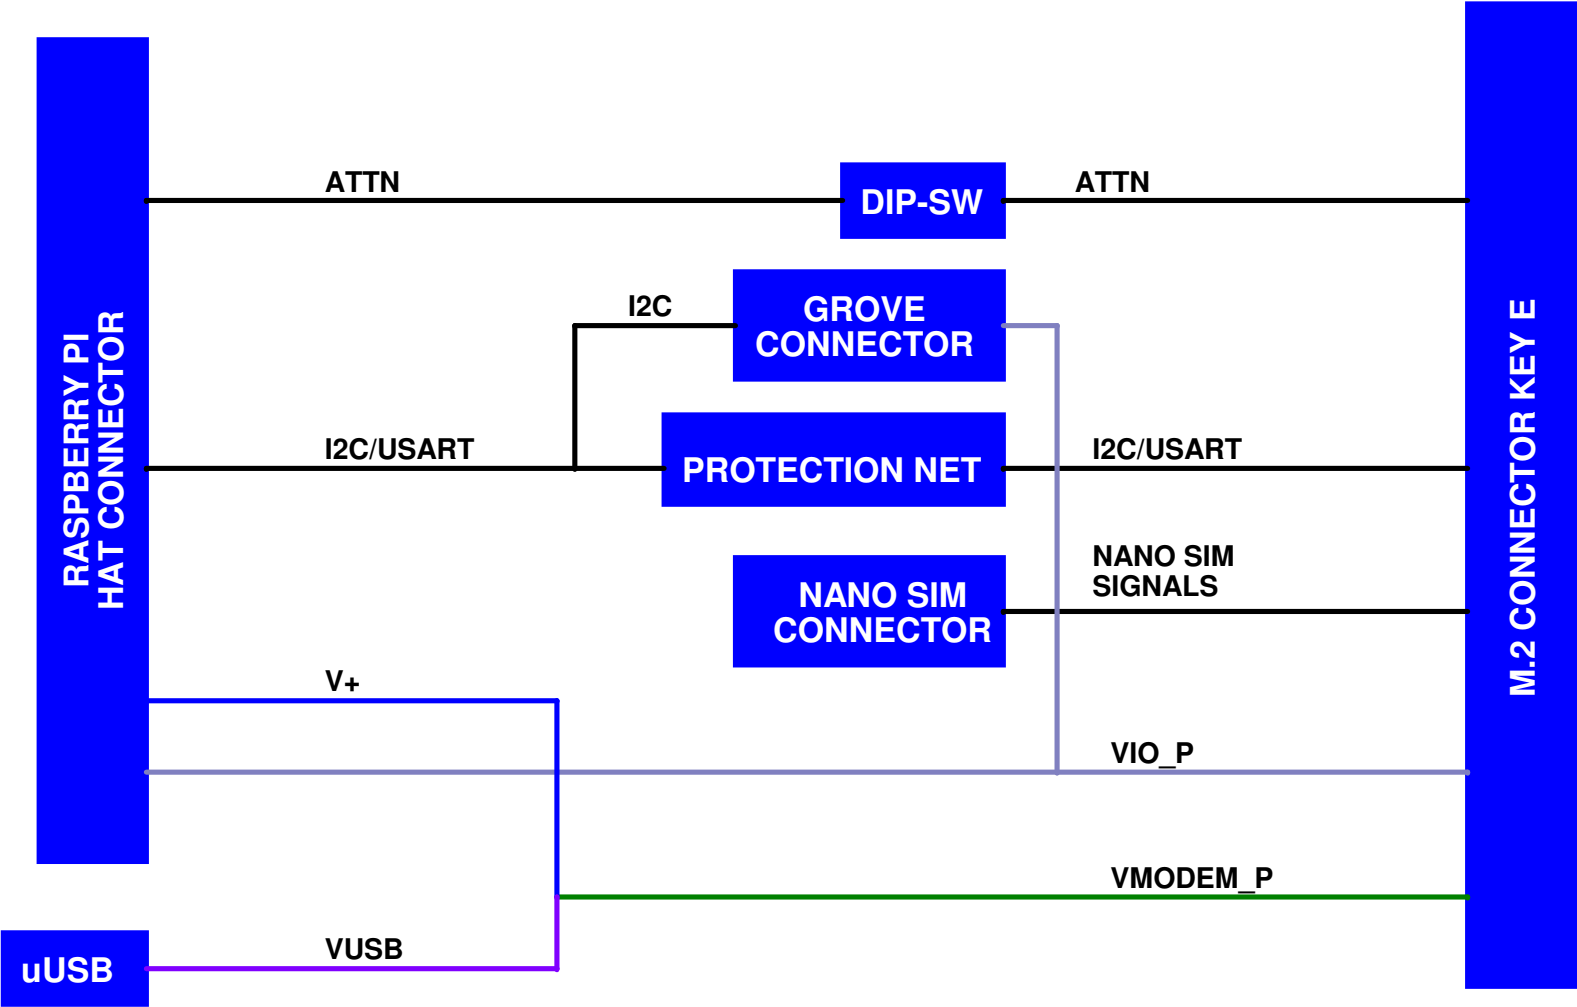 RASPBERRY PI
HAT CONNECTOR
ATTN
DIP-SW
ATTN
I2C
GROVE
CONNECTOR
I2C/USART
PROTECTION NET
I2C/USART
NANO SIM
CONNECTOR
NANO SIM
SIGNALS
V+
VIO_P
VMODEM_P
uUSB
VUSB
M.2 CONNECTOR KEY E